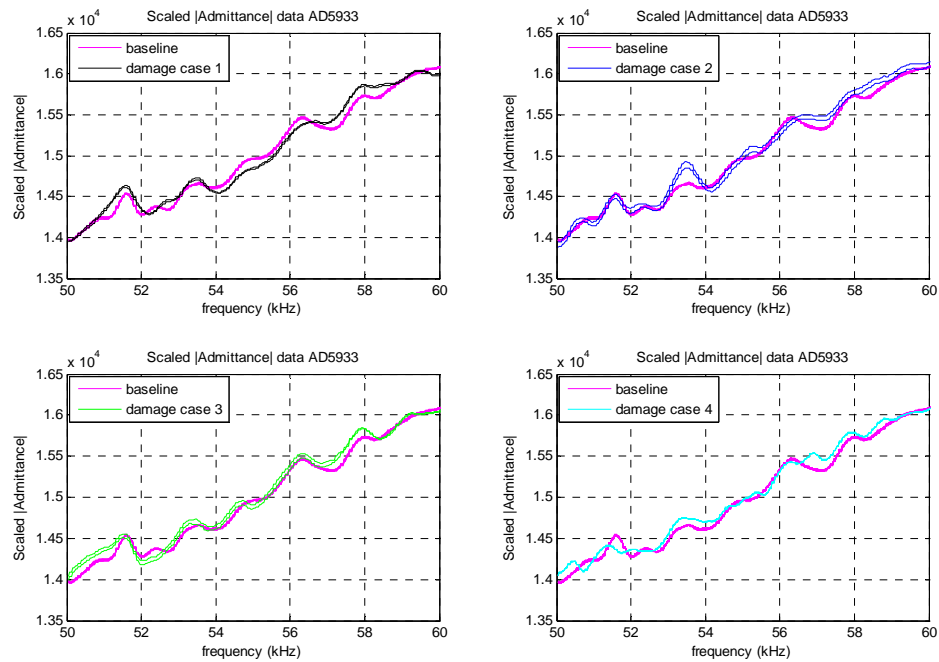 Scaled |Admittance| data AD5933
x 10^4
baseline
damage case 1
1.65
1.6
1.55
1.5
1.45
1.4
1.35
50 52 54 56 58 60
frequency (kHz)
Scaled |Admittance|
Scaled |Admittance| data AD5933
x 10^4
baseline
damage case 2
1.65
1.6
1.55
1.5
1.45
1.4
1.35
50 52 54 56 58 60
frequency (kHz)
Scaled |Admittance|
Scaled |Admittance| data AD5933
x 10^4
baseline
damage case 3
1.65
1.6
1.55
1.5
1.45
1.4
1.35
50 52 54 56 58 60
frequency (kHz)
Scaled |Admittance|
Scaled |Admittance| data AD5933
x 10^4
baseline
damage case 4
1.65
1.6
1.55
1.5
1.45
1.4
1.35
50 52 54 56 58 60
frequency (kHz)
Scaled |Admittance|